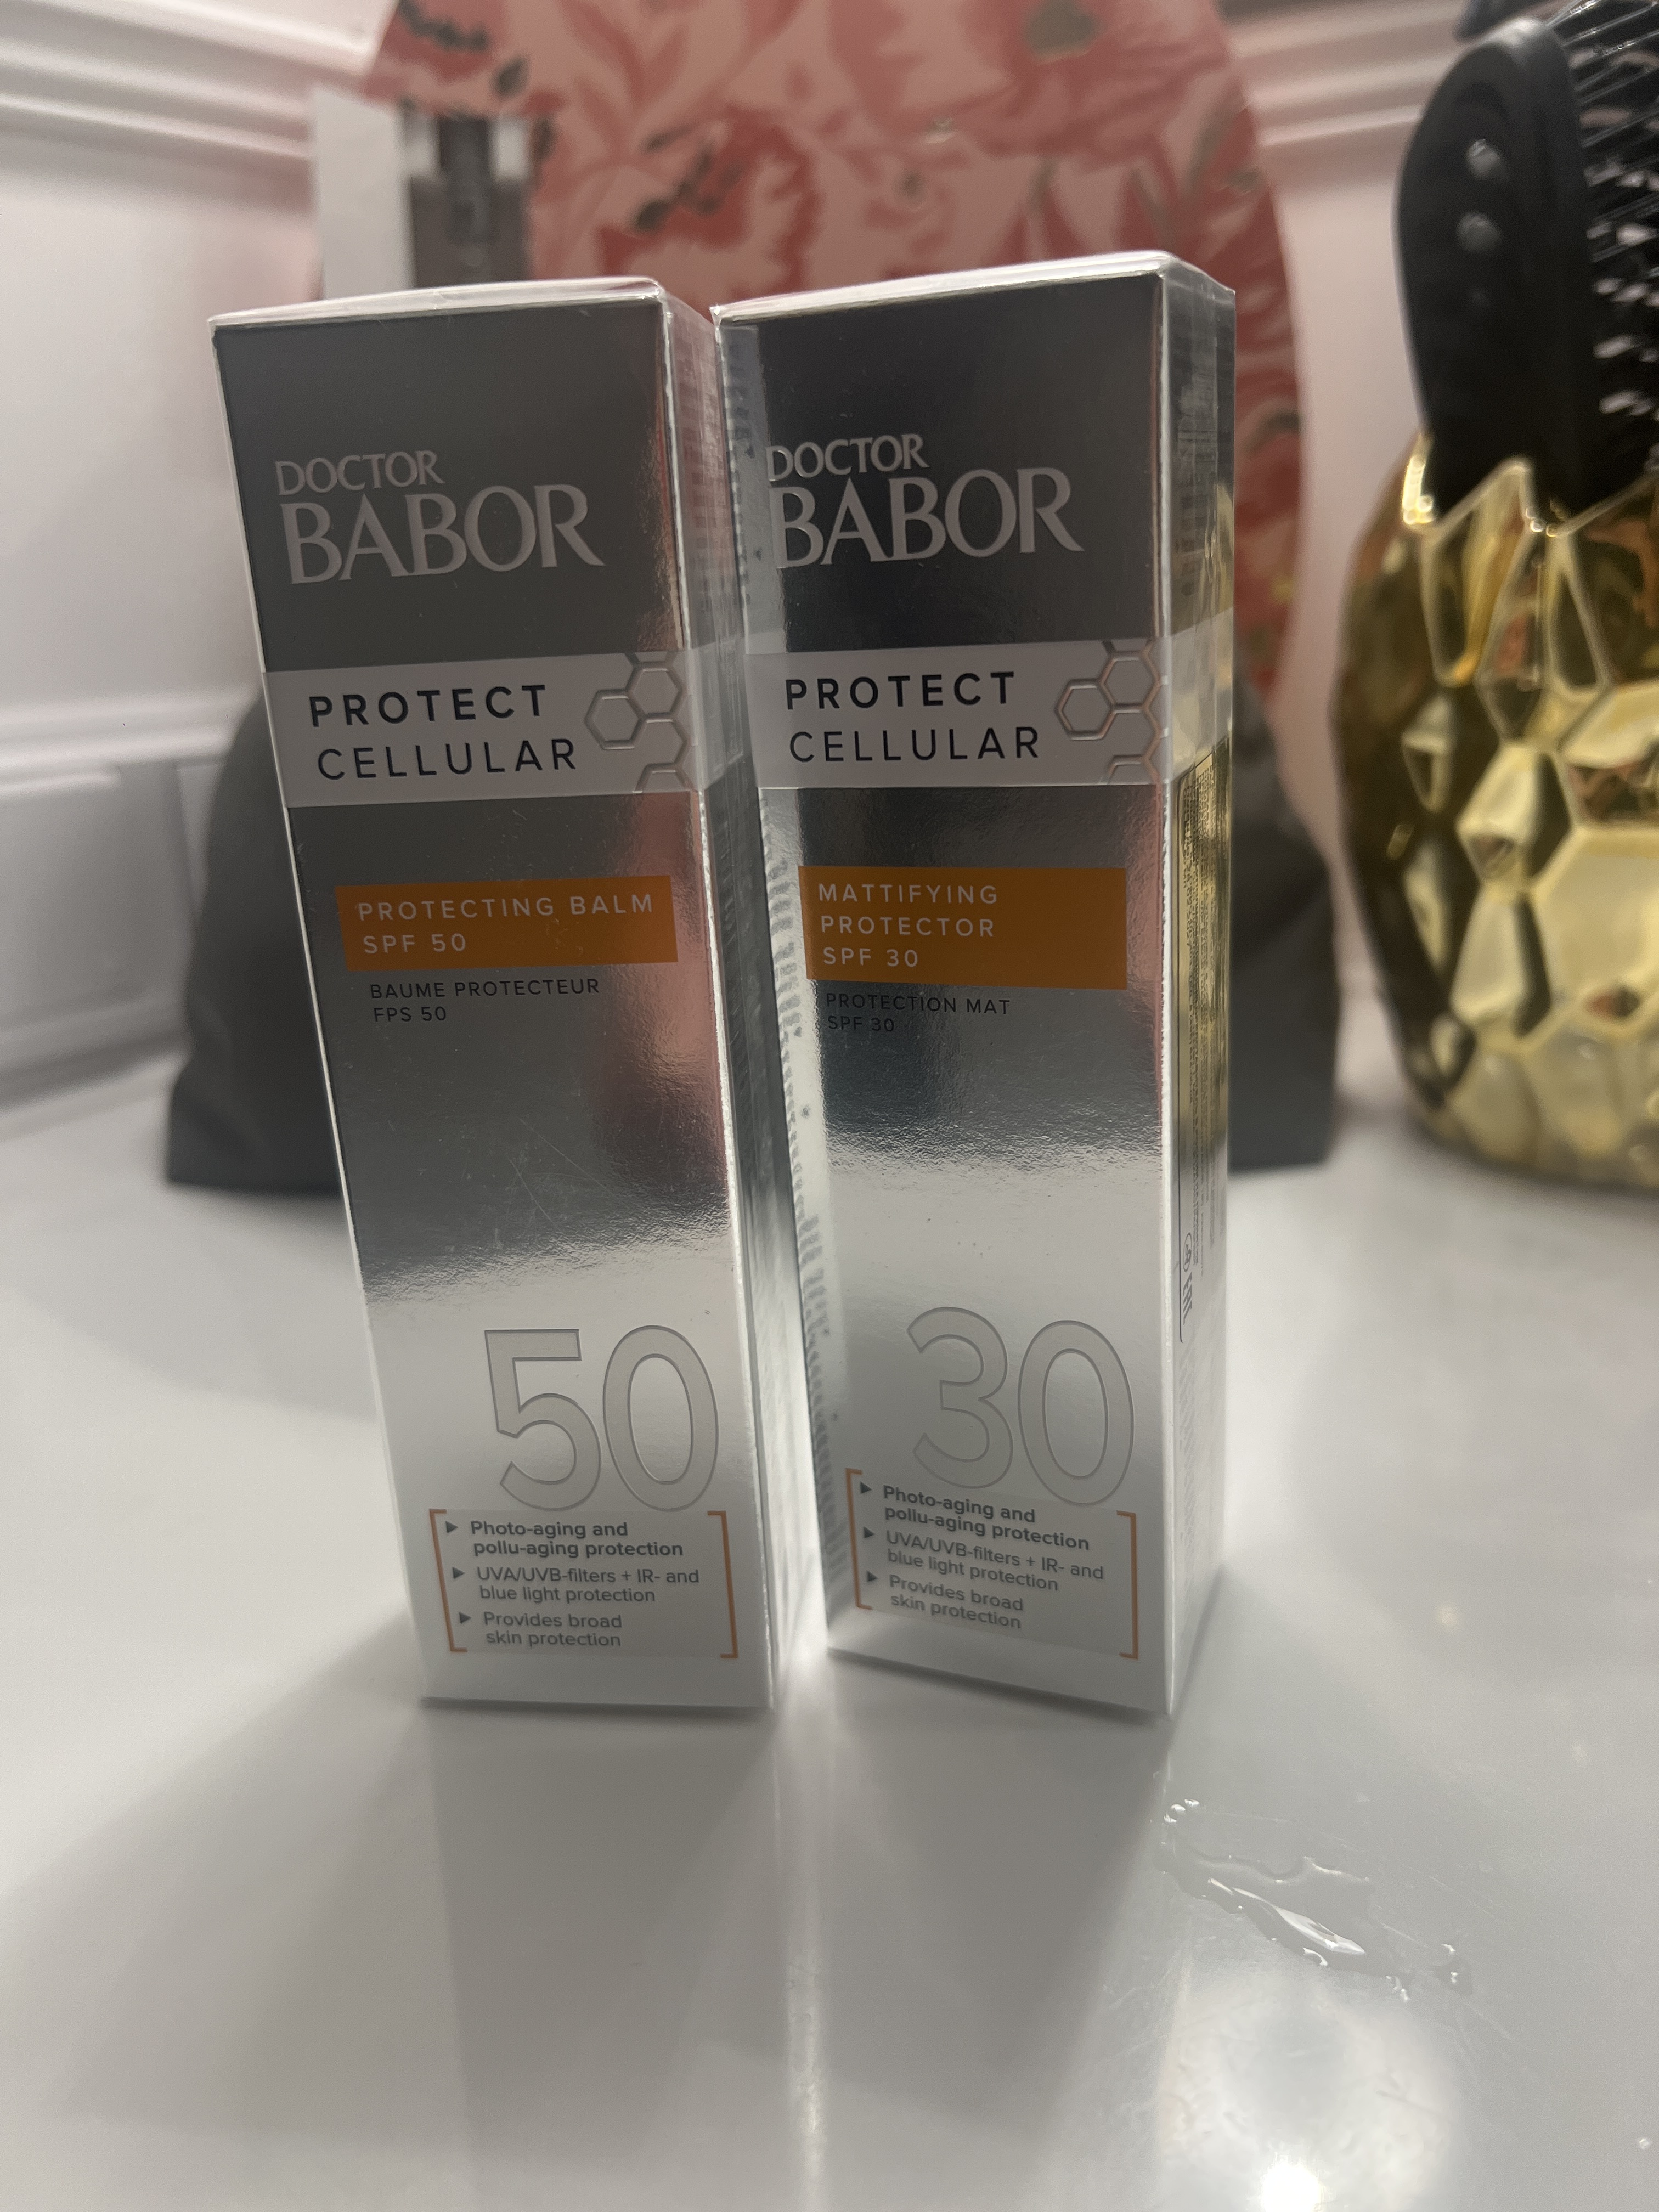 DOCTOR
BABOR
PROTECT
CELLULAR
PROTECTING BALM
SPF 50
BAUME PROTECTEUR
FPS 50
50
Photo-aging and
pollu-aging protection
UVA/UVB-filters + IR- and
blue light protection
Provides broad
skin protection
DOCTOR
BABOR
PROTECT
CELLULAR
MATTIFYING
PROTECTOR
SPF 30
PROTECTION MAT
SPF 30
30
Photo-aging and
pollu-aging protection
UVA/UVB-filters + IR- and
blue light protection
Provides broad
skin protection